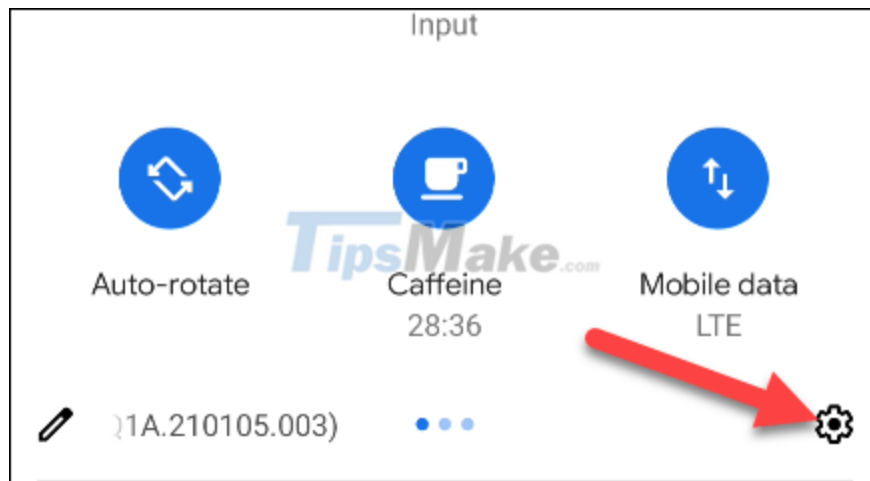 Input
TipsMake.com
Auto-rotate
Caffeine
Mobile data
28:36
LTE
1A.210105.003)